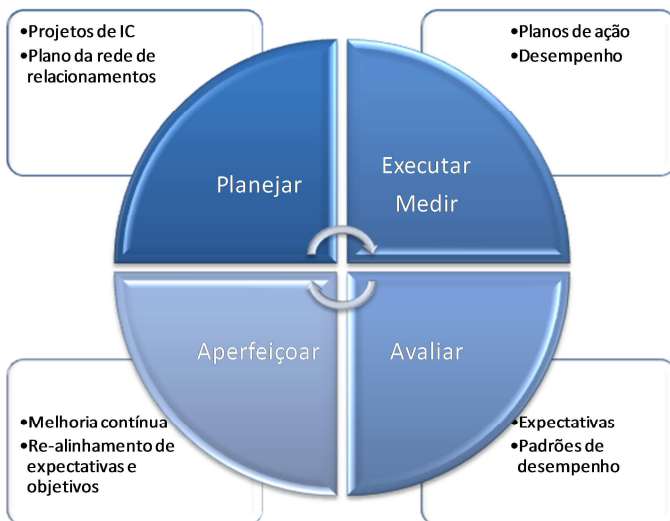 •Projetos de IC
•Plano da rede de
relacionamentos
•Planos de ação
•Desempenho
Planejar
Executar
Medir
Aperfeiçoar
Avaliar
•Melhoria contínua
•Re-alinhamento de
expectativas e
objetivos
•Expectativas
•Padrões de
desempenho